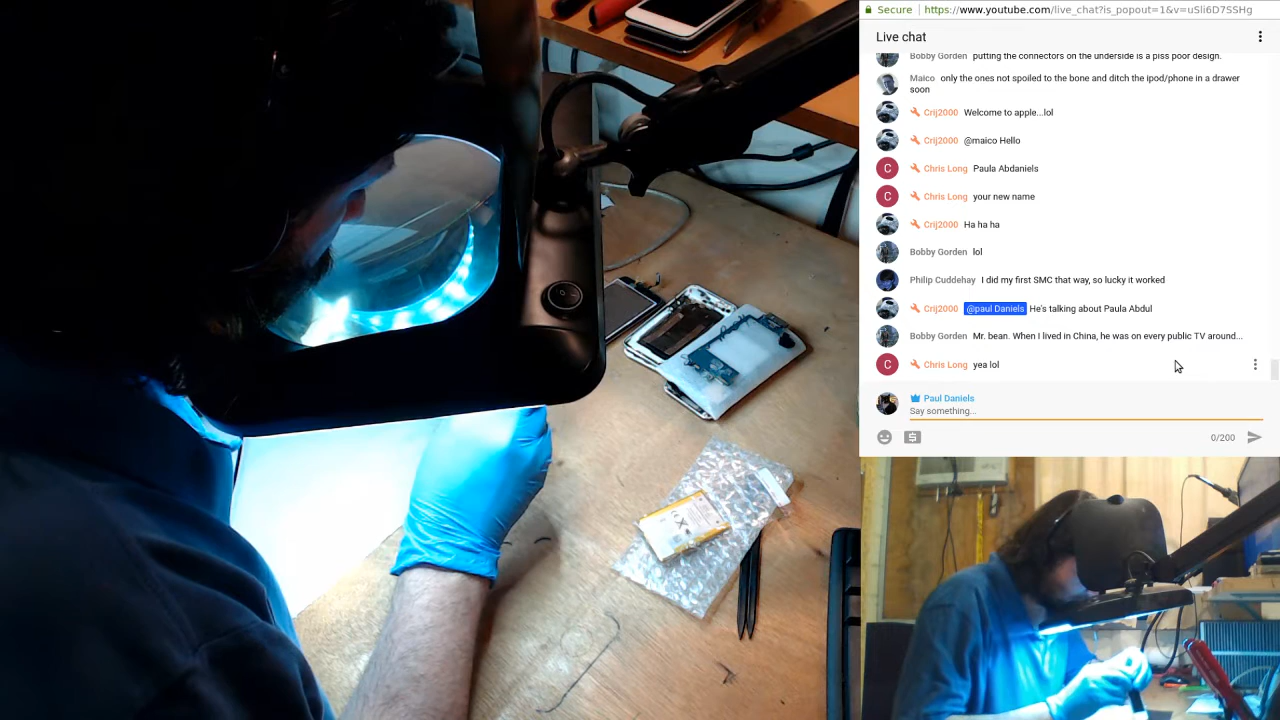 Secure https://www.youtube.com/live_chat?is_popout=1&v=uSli6D7SSHg
Live chat
Bobby Gorden putting the connectors on the underside is a piss poor design.
Maico only the ones not spoiled to the bone and ditch the ipod/phone in a drawer
soon
Crij2000 Welcome to apple...lol
Crij2000 @maico Hello
Chris Long Paula Abdaniels
C
Chris Long your new name
C
Crij2000 Ha ha ha
Bobby Gorden lol
Philip Cuddehay I did my first SMC that way, so lucky it worked
Crij2000 @paul Daniels He's talking about Paula Abdul
Bobby Gorden Mr. bean. When I lived in China, he was on every public TV around...
Chris Long yea lol
C
Paul Daniels
Say something...
0/200